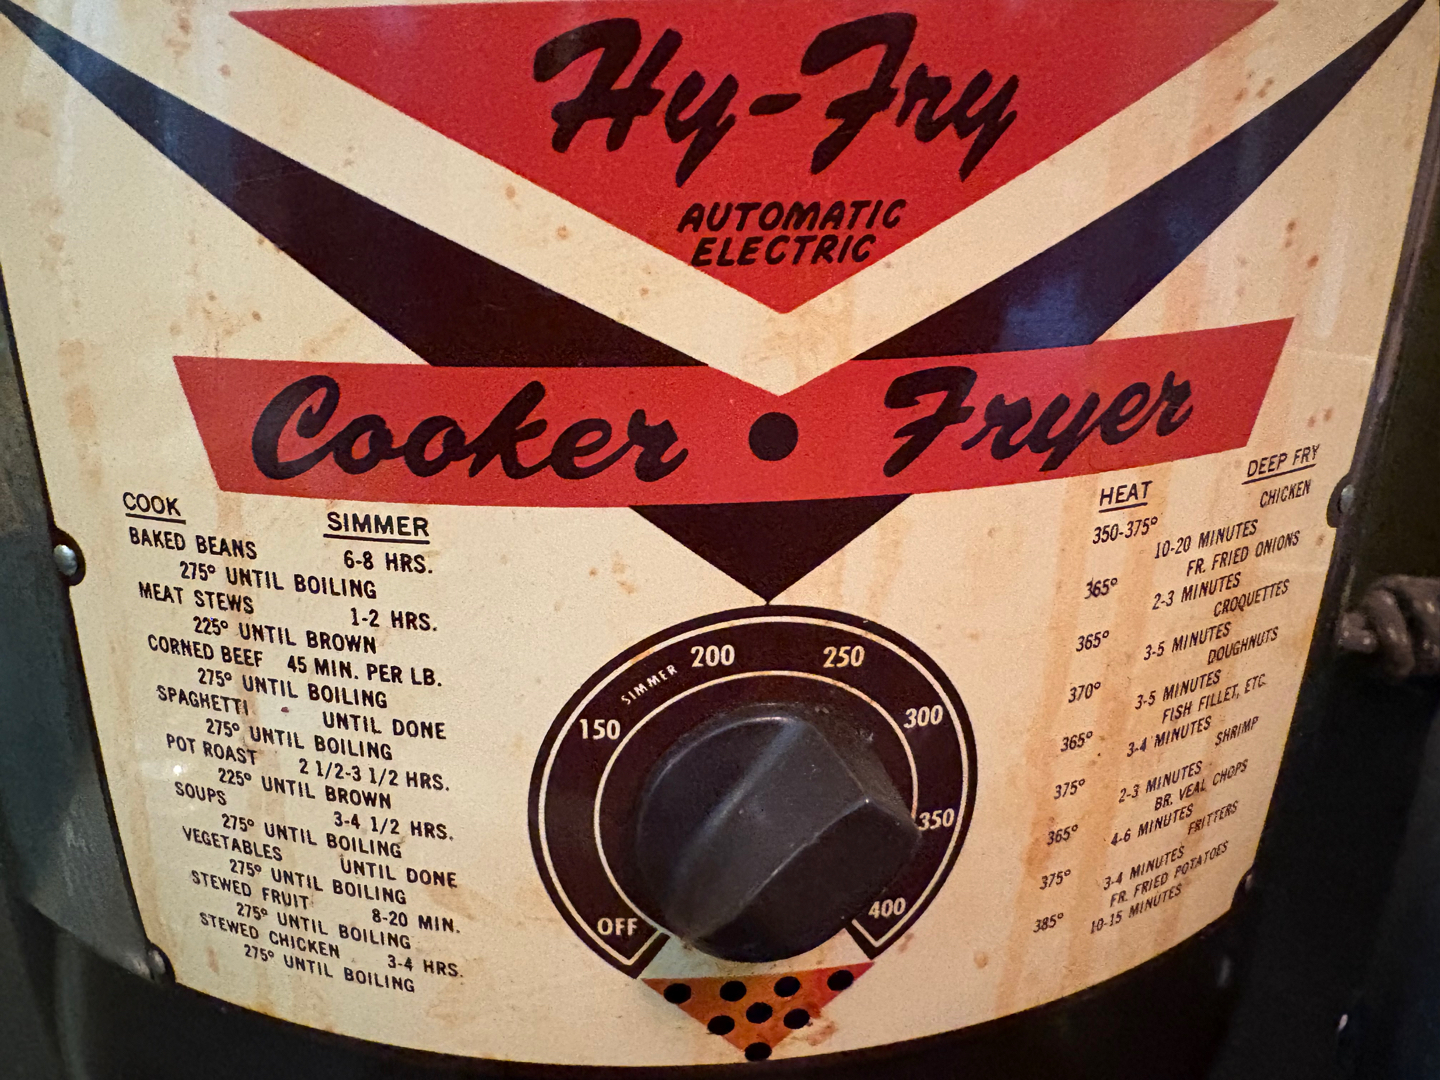 Hy-Fry
AUTOMATIC
ELECTRIC
Cooker • Fryer
COOK SIMMER
BAKED BEANS 6-8 HRS.
275° UNTIL BOILING
MEAT STEWS 1-2 HRS.
225° UNTIL BROWN
CORNED BEEF 45 MIN. PER LB.
275° UNTIL BOILING
SPAGHETTI UNTIL DONE
275° UNTIL BOILING
POT ROAST 2 1/2-3 1/2 HRS.
225° UNTIL BROWN
SOUPS 3-4 1/2 HRS.
275° UNTIL BOILING
VEGETABLES UNTIL DONE
275° UNTIL BOILING
STEWED FRUIT 8-20 MIN.
275° UNTIL BOILING
STEWED CHICKEN 3-4 HRS.
275° UNTIL BOILING
OFF
150
SIMMER
200
250
300
350
400
HEAT DEEP FRY
CHICKEN
350-375° 10-20 MINUTES
FR. FRIED ONIONS
365° 2-3 MINUTES
CROQUETTES
365° 3-5 MINUTES
DOUGHNUTS
370° 3-5 MINUTES
FISH FILLET, ETC.
365° 3-4 MINUTES
SHRIMP
375° 2-3 MINUTES
BR. VEAL CHOPS
365° 4-6 MINUTES
FRITTERS
375° 3-4 MINUTES
FR. FRIED POTATOES
385° 10-15 MINUTES